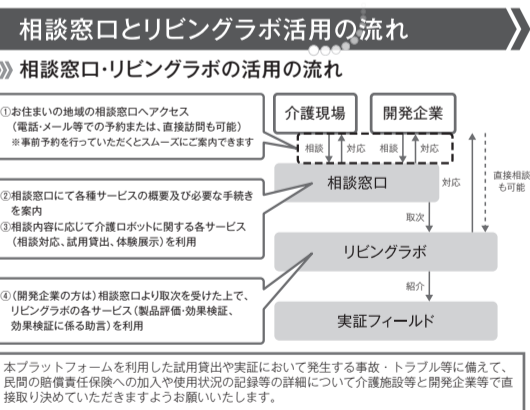 相談窓口とリビングラボ活用の流れ
相談窓口・リビングラボの活用の流れ
①お住まいの地域の相談窓口へアクセス
（電話・メール等での予約または、直接訪問も可能）
※事前予約を行っていただくとスムーズにご案内できます
介護現場
開発企業
相談
対応
相談
対応
②相談窓口にて各種サービスの概要及び必要な手続き
を案内
③相談内容に応じて介護ロボットに関する各サービス
（相談対応、試用貸出、体験展示）を利用
相談窓口
対応
直接相談
も可能
取次
リビングラボ
④（開発企業の方は）相談窓口より取次を受けた上で、
リビングラボの各サービス（製品評価・効果検証、
効果検証に係る助言）を利用
紹介
実証フィールド
本プラットフォームを利用した試用貸出や実証において発生する事故・トラブル等に備えて、
民間の賠償責任保険への加入や使用状況の記録等の詳細について介護施設等と開発企業等で直
接取り決めていただきますようお願いいたします。